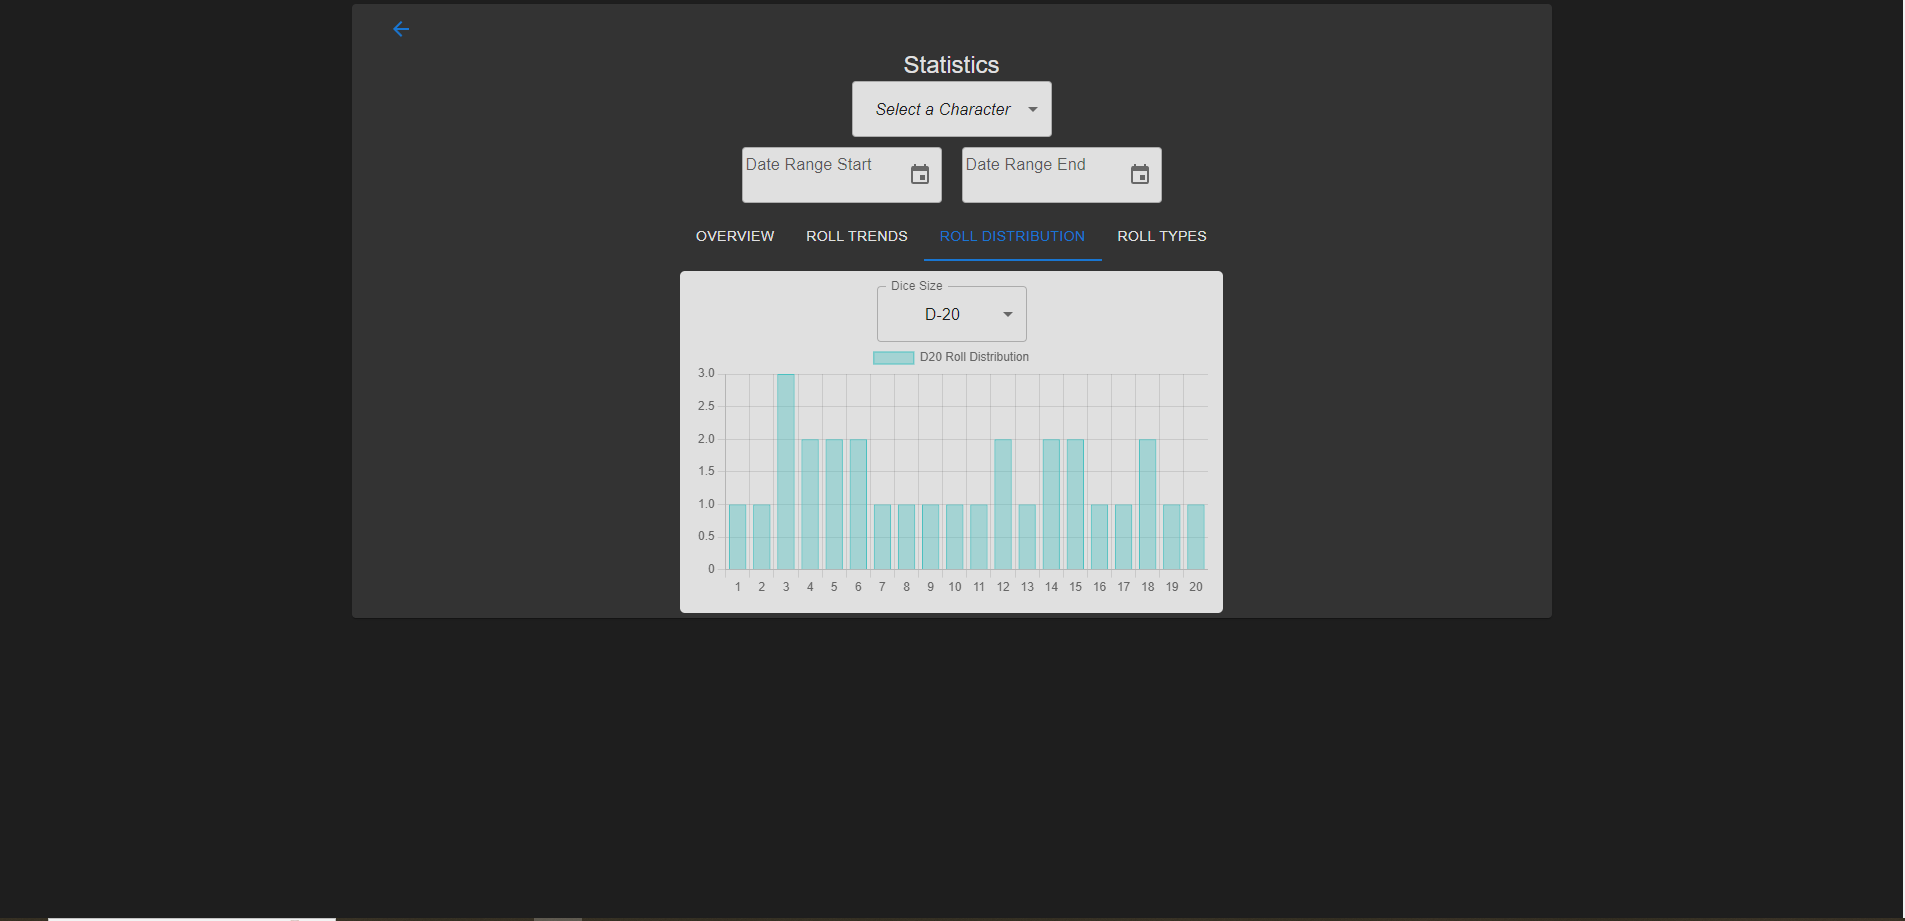 Statistics
Select a Character
Date Range Start Date Range End
OVERVIEW ROLL TRENDS ROLL DISTRIBUTION ROLL TYPES
Dice Size
D-20
D20 Roll Distribution
3.0
2.5
2.0
1.5
1.0
0.5
0
1 2 3 4 5 6 7 8 9 10 11 12 13 14 15 16 17 18 19 20